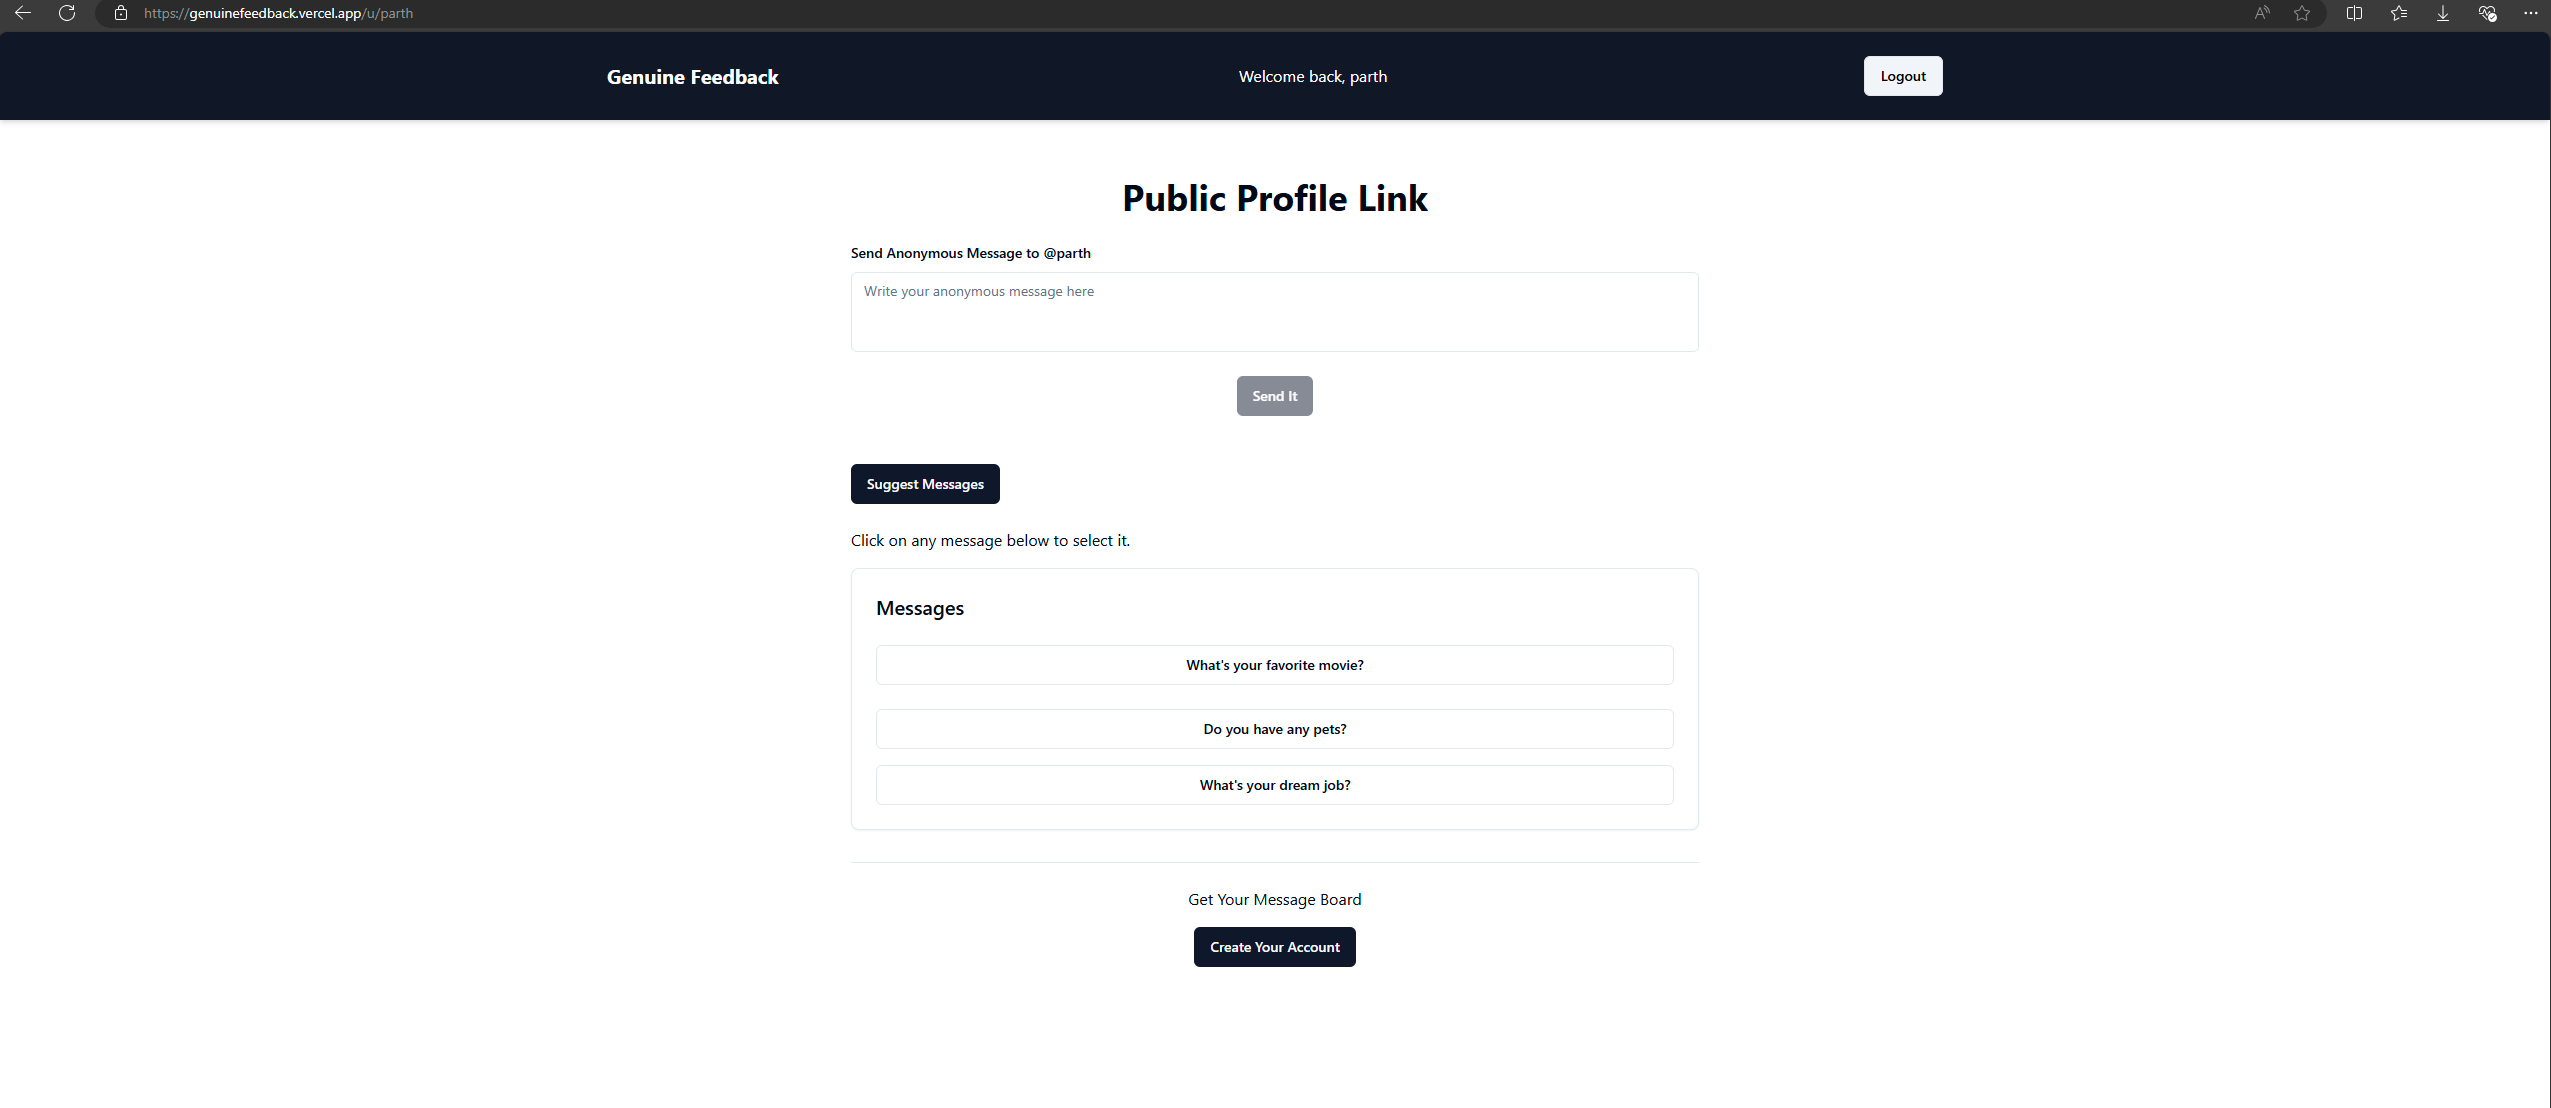 https://genuinefeedback.vercel.app/u/parth
Genuine Feedback
Welcome back, parth
Logout
Public Profile Link
Send Anonymous Message to @parth
Write your anonymous message here
Send It
Suggest Messages
Click on any message below to select it.
Messages
What's your favorite movie?
Do you have any pets?
What's your dream job?
Get Your Message Board
Create Your Account